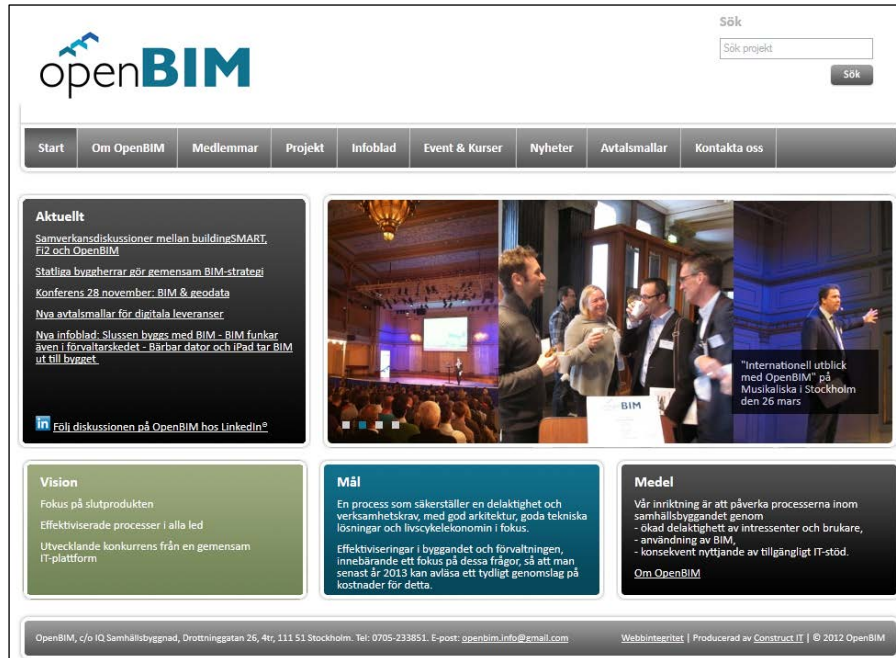 Sök
Sök projekt
Sök
openBIM
Start Om OpenBIM Medlemmar Projekt Infoblad Event & Kurser Nyheter Avtalsmallar Kontakta oss
Aktuellt
Samverkansdiskussioner mellan buildingSMART,
Fi2 och OpenBIM
Statliga byggherrar gör gemensam BIM-strategi
Konferens 28 november: BIM & geodata
Nya avtalsmallar för digitala leveranser
Nya infoblad: Slussen byggs med BIM - BIM funkar
även i förvaltarskedet - Bärbar dator och iPad tar BIM
ut till bygget
in Följ diskussionen på OpenBIM hos LinkedIn®
BIM
"Internationell utblick
med OpenBIM" på
Musikaliska i Stockholm
den 26 mars
Vision
Fokus på slutprodukten
Effektiviserade processer i alla led
Utvecklande konkurrens från en gemensam
IT-plattform
Mål
En process som säkerställer en delaktighet och
verksamhetskrav, med god arkitektur, goda tekniska
lösningar och livscykelekonomin i fokus.
Effektiviseringar i byggandet och förvaltningen,
innebärande ett fokus på dessa frågor, så att man
senast år 2013 kan avläsa ett tydligt genomslag på
kostnader för detta.
Medel
Vår inriktning är att påverka processerna inom
samhällsbyggandet genom
- ökad delaktighett av intressenter och brukare,
- användning av BIM,
- konsekvent nyttjande av tillgängligt IT-stöd.
Om OpenBIM
OpenBIM, c/o IQ Samhällsbyggnad, Drottninggatan 26, 4tr, 111 51 Stockholm. Tel: 0705-233851. E-post: openbim.info@gmail.com Webbintegritet | Producerad av Construct IT | © 2012 OpenBIM